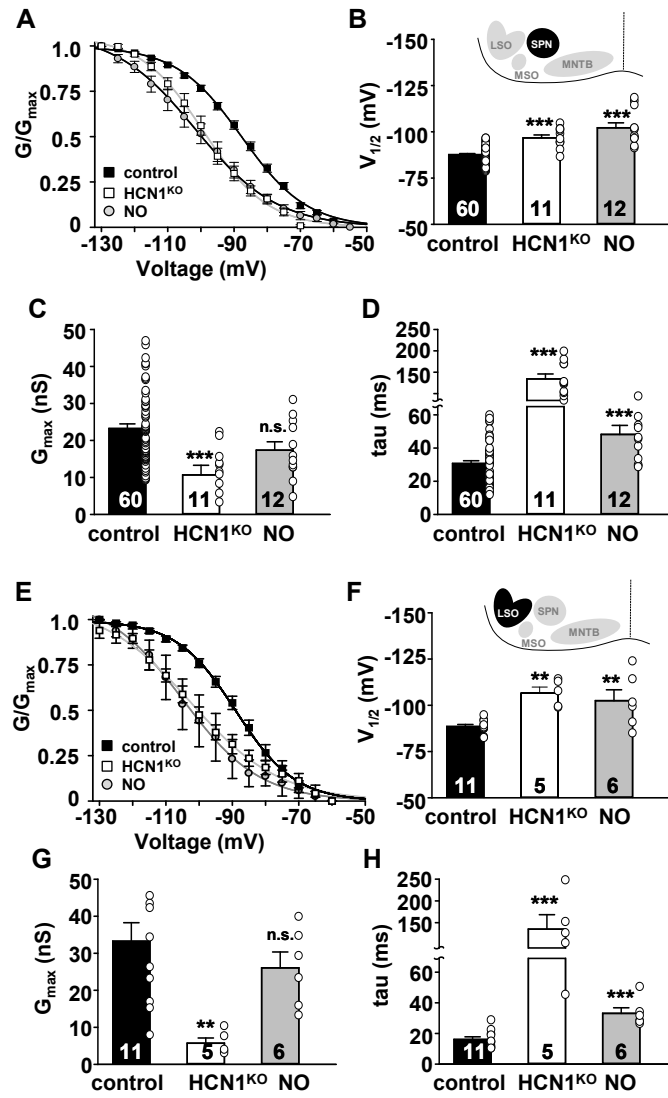 A
1.0
0.75
0.5
0.25
0
G/Gmax
control
HCN1KO
NO
-130
-110
-90
-70
-50
Voltage (mV)
B
-150
-125
-100
-75
-50
V1/2 (mV)
LSO
SPN
MSO
MNTB
***
***
60
11
12
control
HCN1KO
NO
C
50
40
30
20
10
0
Gmax (nS)
***
n.s.
60
11
12
control
HCN1KO
NO
D
250
200
150
100
60
40
20
0
tau (ms)
***
***
60
11
12
control
HCN1KO
NO
E
1.0
0.75
0.5
0.25
0
G/Gmax
control
HCN1KO
NO
-130
-110
-90
-70
-50
Voltage (mV)
F
-150
-125
-100
-75
-50
V1/2 (mV)
LSO
SPN
MSO
MNTB
**
**
11
5
6
control
HCN1KO
NO
G
50
40
30
20
10
0
Gmax (nS)
**
n.s.
11
5
6
control
HCN1KO
NO
H
250
200
150
100
60
40
20
0
tau (ms)
***
***
11
5
6
control
HCN1KO
NO